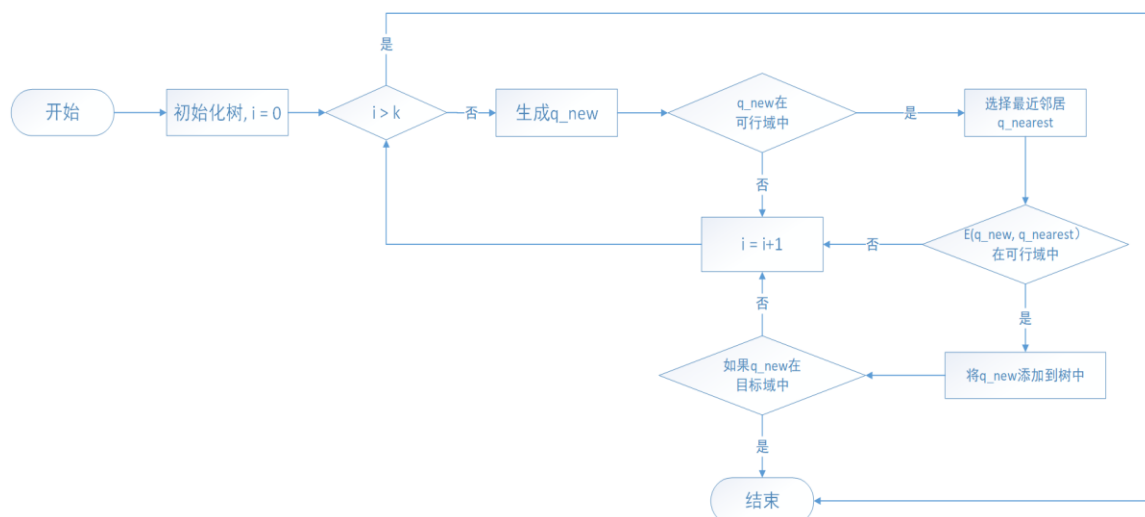 是
开始
初始化树, i = 0
i > k
否
生成q_new
q_new在
可行域中
是
选择最近邻居
q_nearest
否
i = i+1
否
E(q_new, q_nearest）
在可行域中
否
是
如果q_new在
目标域中
将q_new添加到树中
是
结束